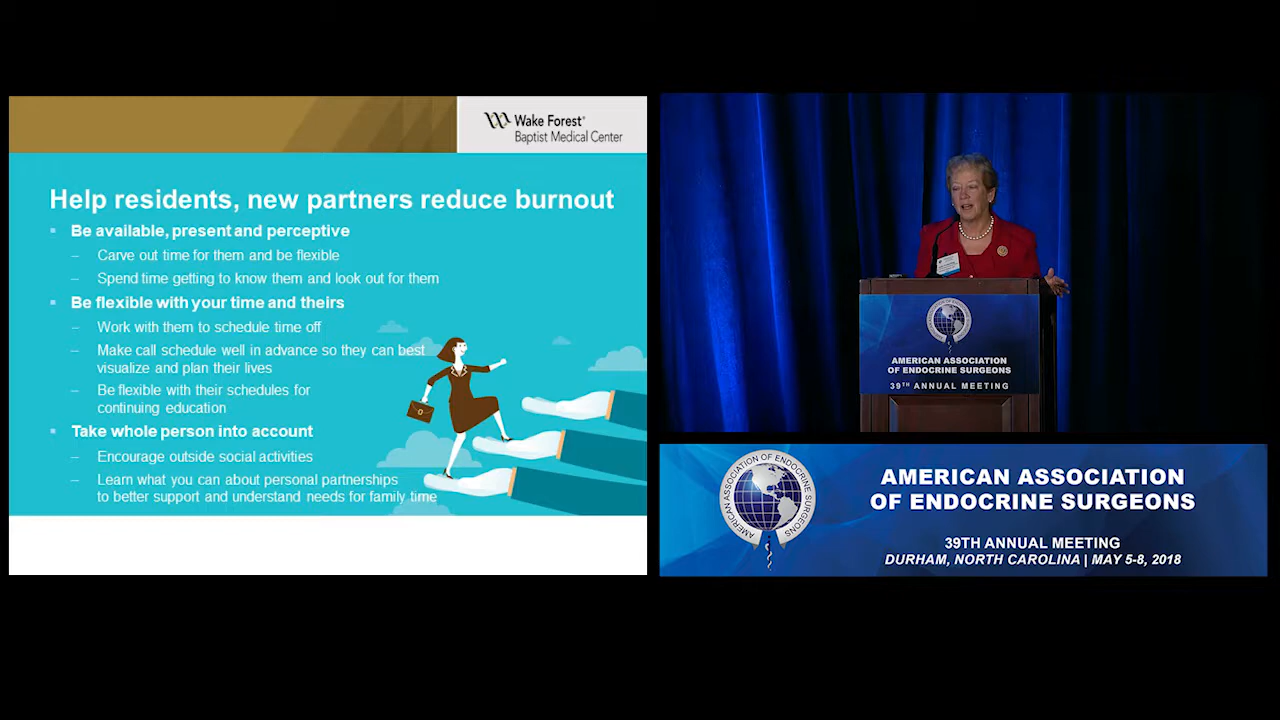 Wake Forest®
Baptist Medical Center
Help residents, new partners reduce burnout
Be available, present and perceptive
– Carve out time for them and be flexible
– Spend time getting to know them and look out for them
Be flexible with your time and theirs
– Work with them to schedule time off
– Make call schedule well in advance so they can best
visualize and plan their lives
– Be flexible with their schedules for
continuing education
Take whole person into account
– Encourage outside social activities
– Learn what you can about personal partnerships
to better support and understand needs for family time
AMERICAN ASSOCIATION
OF ENDOCRINE SURGEONS
39TH ANNUAL MEETING
AMERICAN ASSOCIATION OF ENDOCRINE SURGEONS
AMERICAN ASSOCIATION
OF ENDOCRINE SURGEONS
39TH ANNUAL MEETING
DURHAM, NORTH CAROLINA | MAY 5-8, 2018